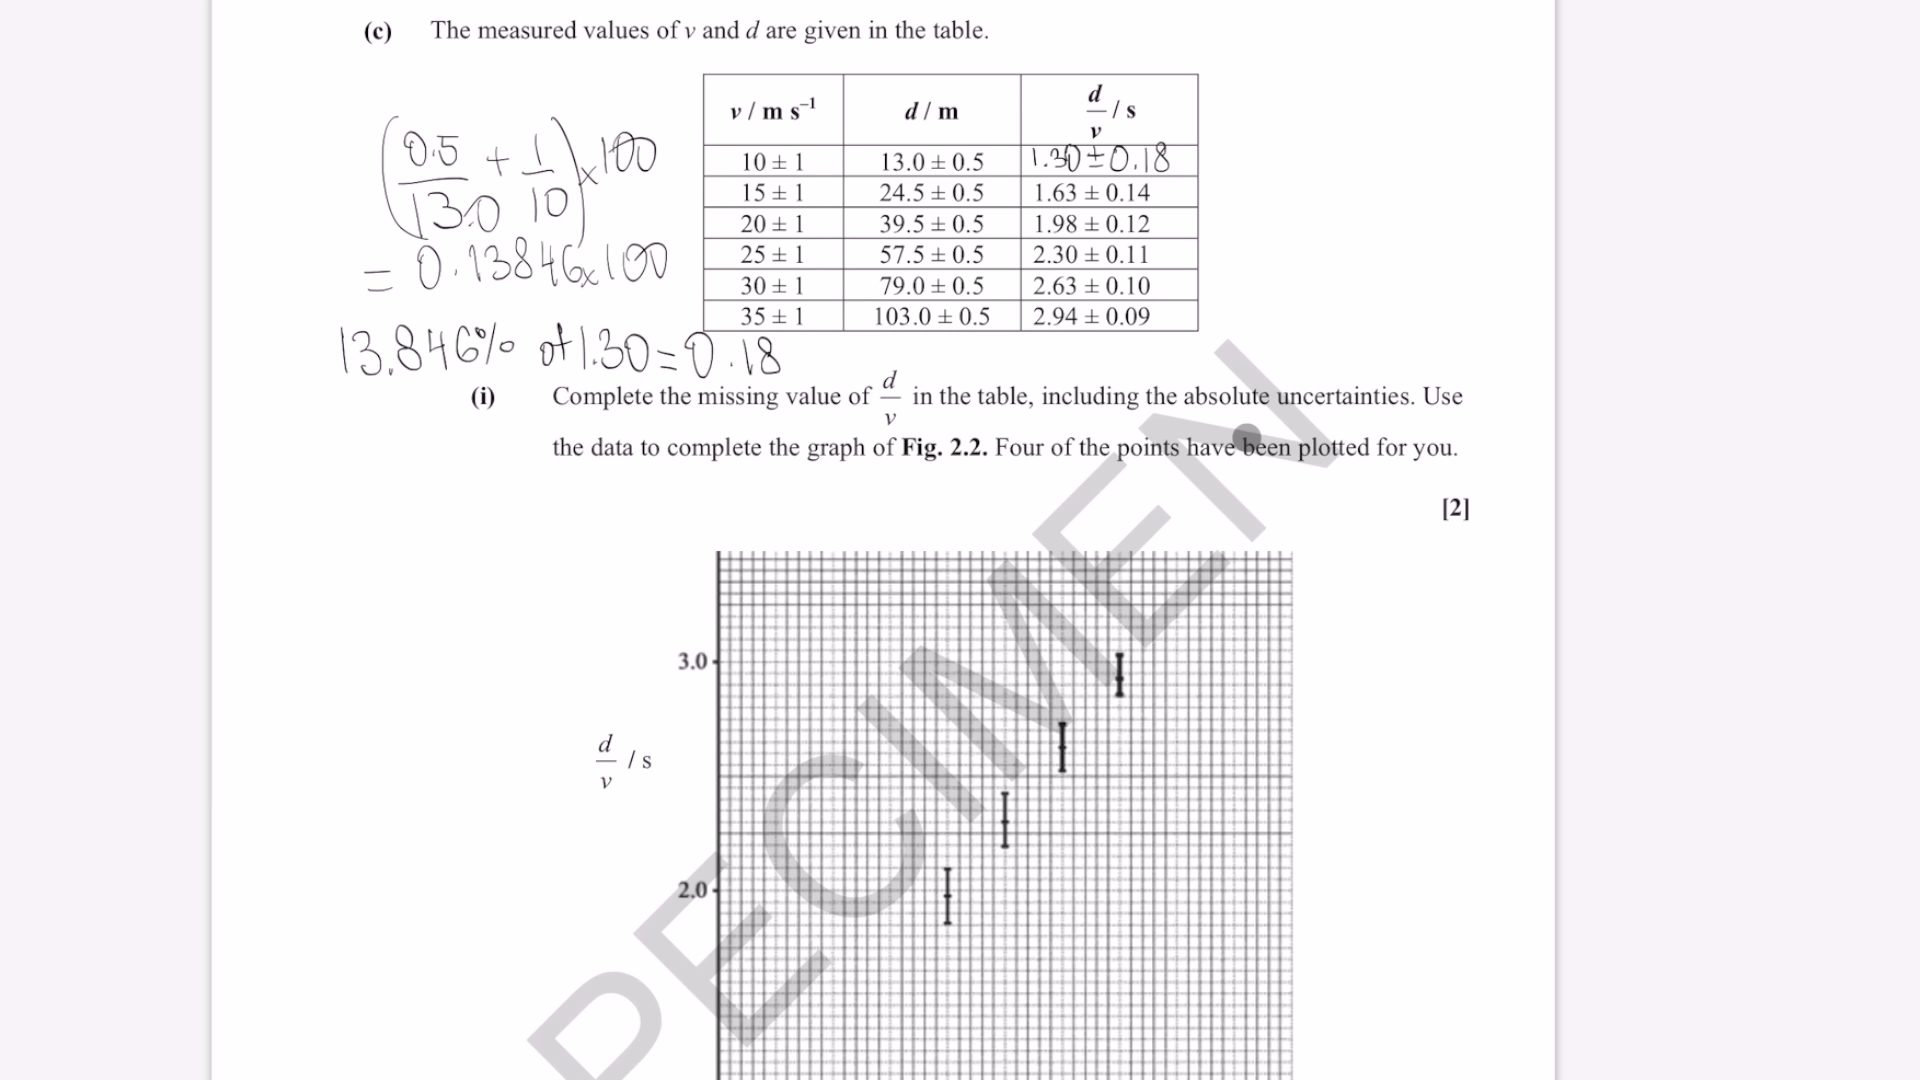 (c) The measured values of v and d are given in the table.
v / m s⁻¹ d / m d/v / s
10 ± 1 13.0 ± 0.5 1.30 ± 0.18
15 ± 1 24.5 ± 0.5 1.63 ± 0.14
20 ± 1 39.5 ± 0.5 1.98 ± 0.12
25 ± 1 57.5 ± 0.5 2.30 ± 0.11
30 ± 1 79.0 ± 0.5 2.63 ± 0.10
35 ± 1 103.0 ± 0.5 2.94 ± 0.09
(0.5/13.0 + 1/10) × 100
= 0.13846 × 100
13.846% of 1.30 = 0.18
(i) Complete the missing value of d/v in the table, including the absolute uncertainties. Use
the data to complete the graph of Fig. 2.2. Four of the points have been plotted for you.
[2]
3.0
d/v / s
2.0
PECIMEN